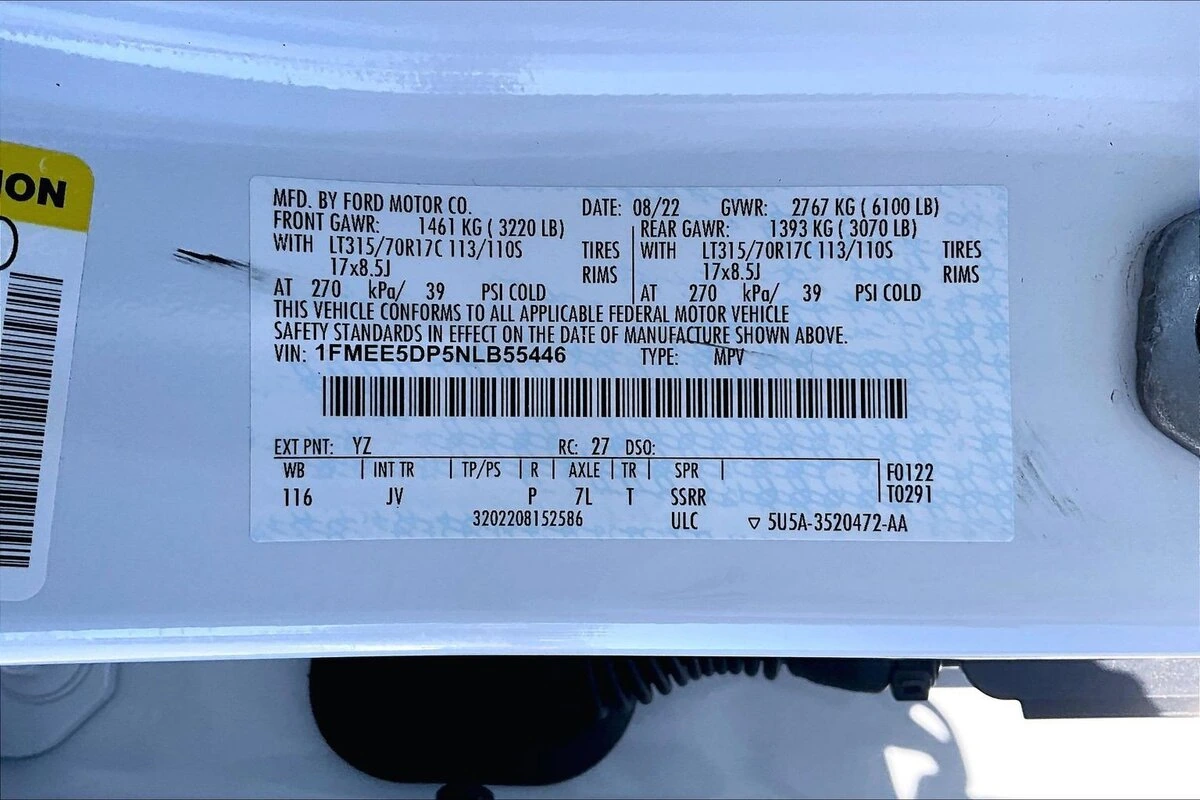 ION
MFD. BY FORD MOTOR CO. DATE: 08/22 GVWR: 2767 KG ( 6100 LB)
FRONT GAWR: 1461 KG ( 3220 LB) REAR GAWR: 1393 KG ( 3070 LB)
WITH LT315/70R17C 113/110S TIRES WITH LT315/70R17C 113/110S TIRES
17x8.5J RIMS 17x8.5J RIMS
AT 270 kPa/ 39 PSI COLD AT 270 kPa/ 39 PSI COLD
THIS VEHICLE CONFORMS TO ALL APPLICABLE FEDERAL MOTOR VEHICLE
SAFETY STANDARDS IN EFFECT ON THE DATE OF MANUFACTURE SHOWN ABOVE.
VIN: 1FMEE5DP5NLB55446 TYPE: MPV
EXT PNT: YZ RC: 27 DSO:
WB INT TR TP/PS R AXLE TR SPR F0122
116 JV P 7L T SSRR T0291
3202208152586 ULC ▽ 5U5A-3520472-AA